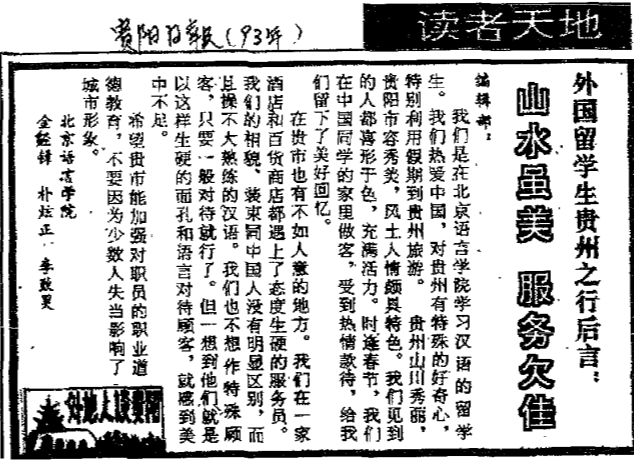 贵阳日报（93年）
读者天地
外国留学生贵州之行后言：
山水虽美　服务欠佳
编辑部：
我们是在北京语言学院学习汉语的留学
生。我们热爱中国，对贵州有特殊的好奇心，
特别利用假期到贵州旅游。　贵州山川秀丽，
贵阳市容秀美，风土人情颇具特色。我们见到
的人都喜形于色，充满活力。时逢春节，我们
在中国同学的家里做客，受到热情款待，给我
们留下了美好回忆。
在贵市也有不如人意的地方。我们在一家
酒店和百货商店都遇上了态度生硬的服务员。
我们的相貌、装束同中国人没有明显区别，而
且操不大熟练的汉语。我们也不想作特殊顾
客，只要一般对待就行了。但一想到他们就是
以这样生硬的面孔和语言对待顾客，就感到美
中不足。
希望贵市能加强对职员的职业道
德教育，不要因为少数人失当影响了
城市形象。
北京语言学院
金经锋　朴炫正　李致昊
外地人谈贵阳